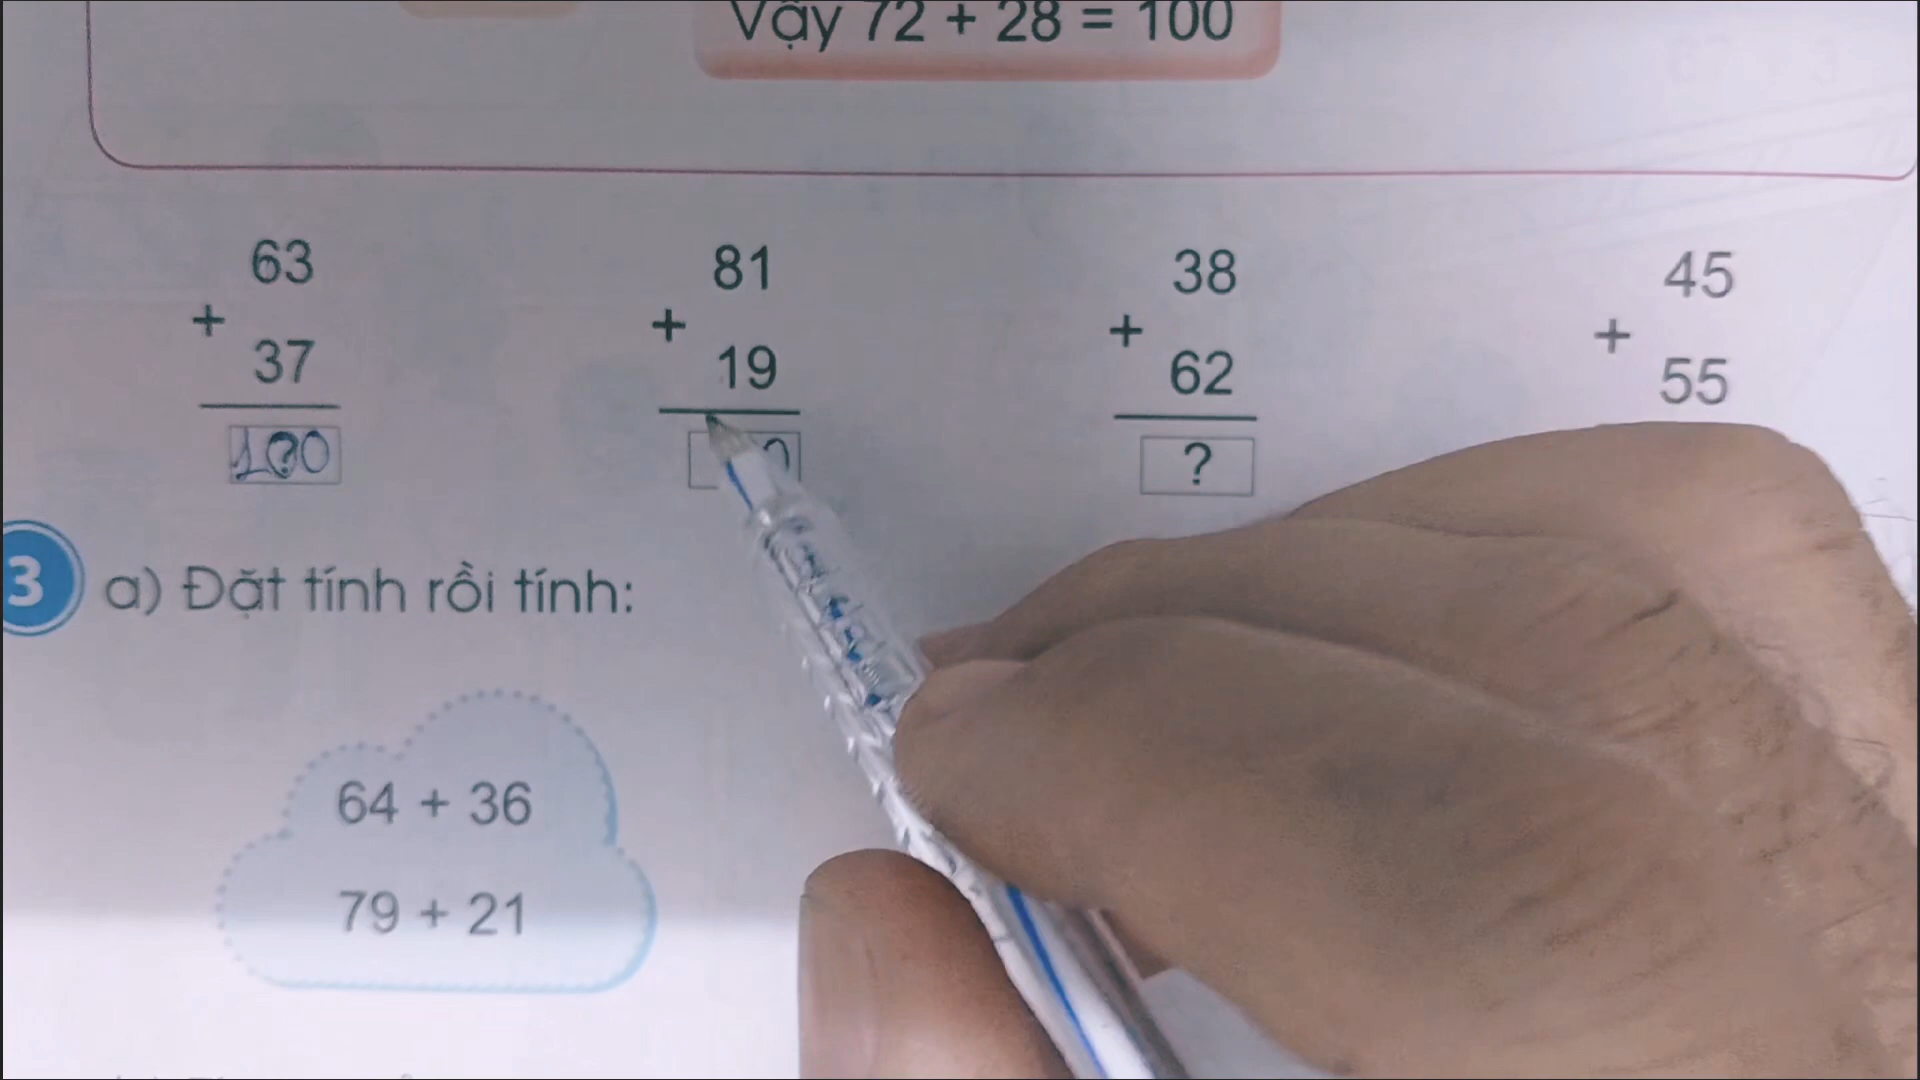 Vậy 72 + 28 = 100
63 81 38 45
+ + + +
37 19 62 55
100 0 ?
3 a) Đặt tính rồi tính:
64 + 36
79 + 21